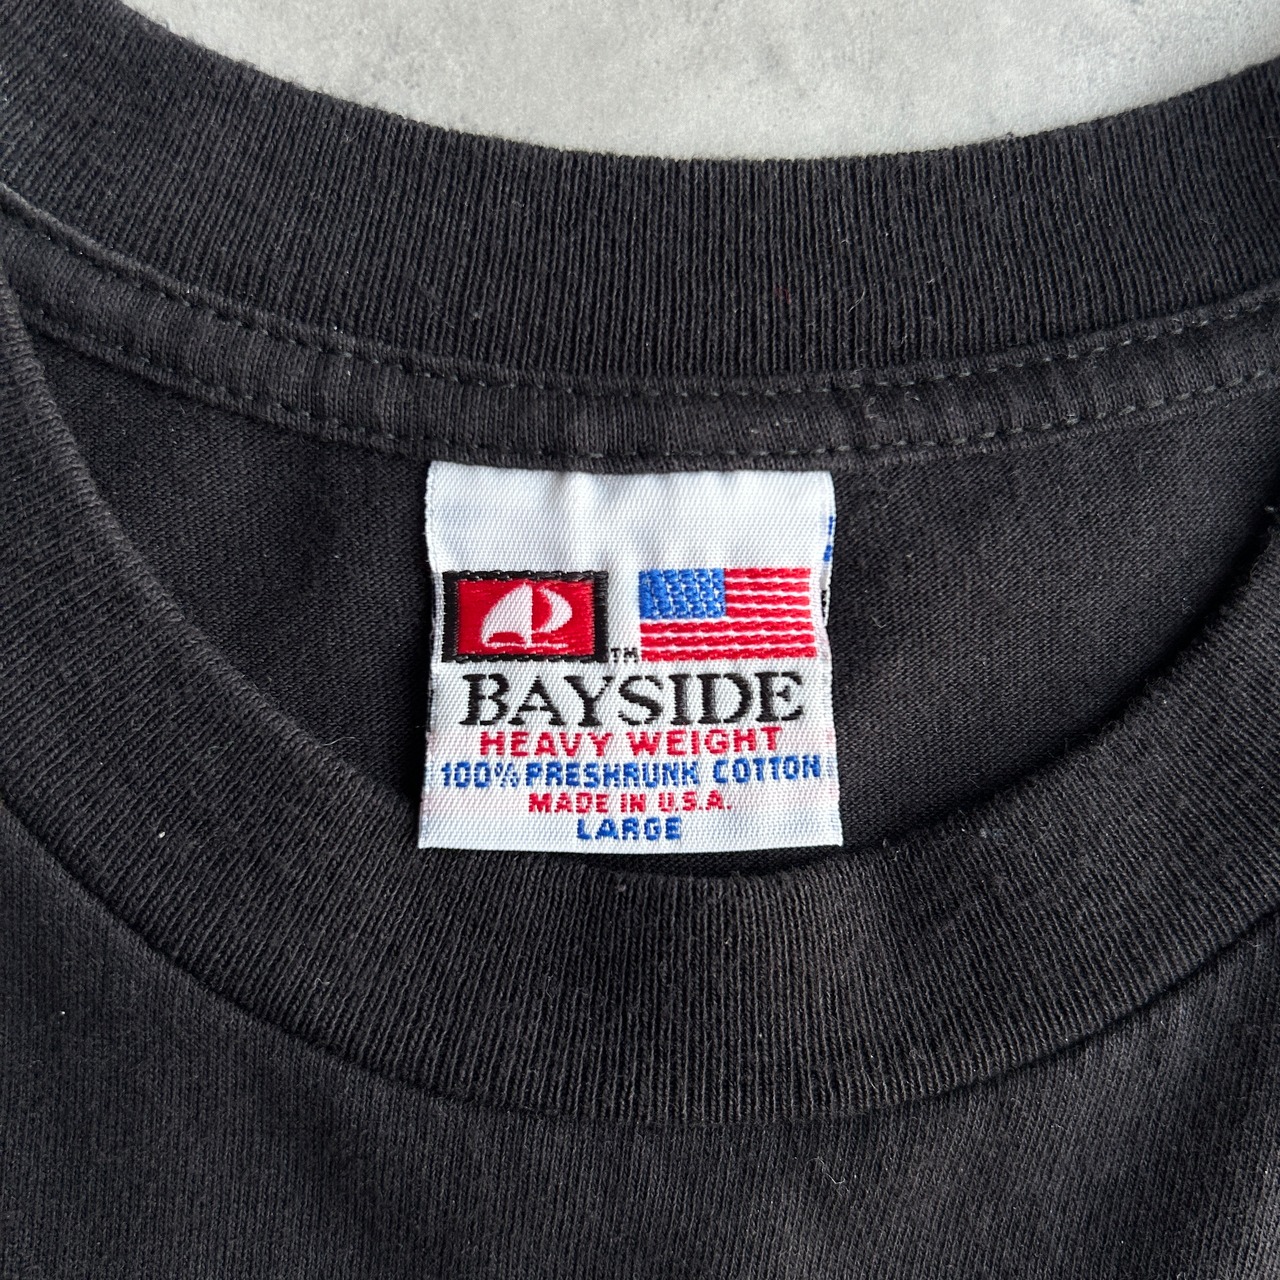 TM
BAYSIDE
HEAVY WEIGHT
100% PRESHRUNK COTTON
MADE IN U.S.A.
LARGE